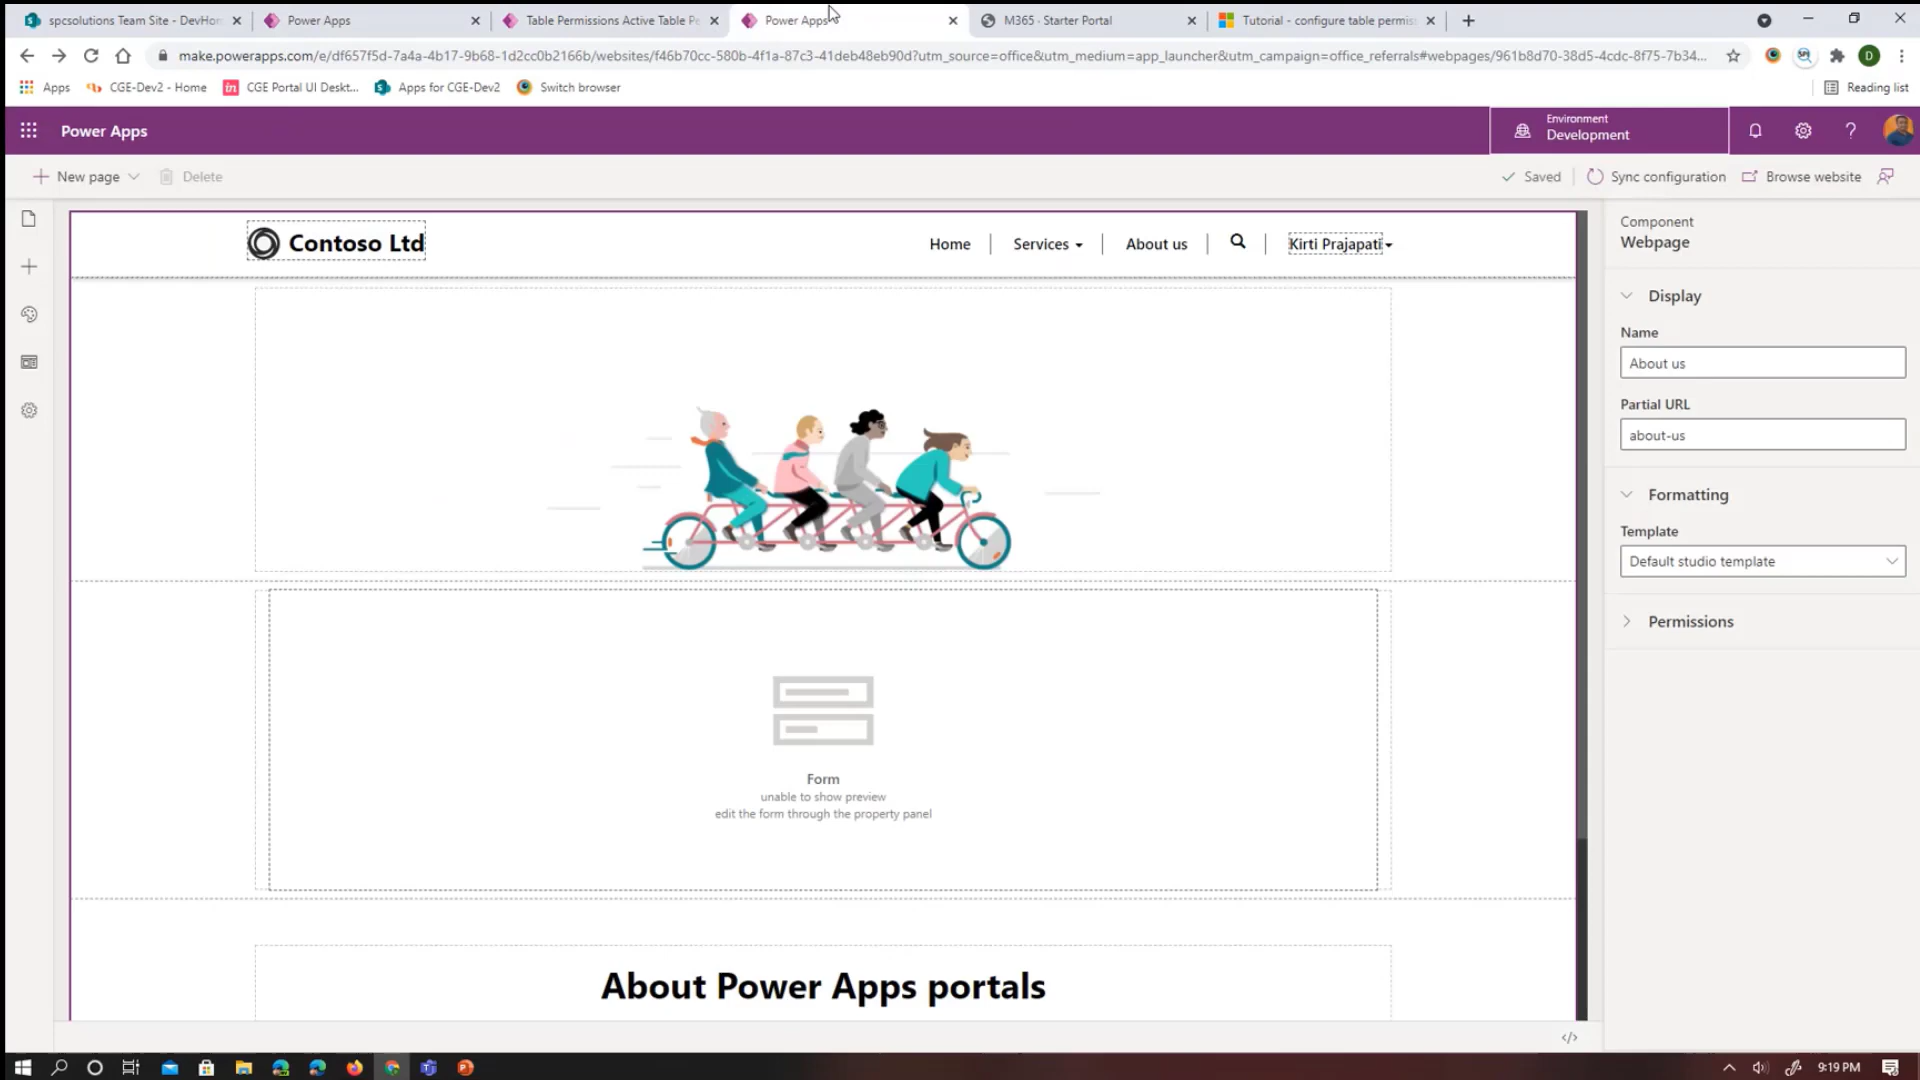 spcsolutions Team Site - DevHon
Power Apps
Table Permissions Active Table Pe
Power Apps
M365 · Starter Portal
Tutorial - configure table permiss
make.powerapps.com/e/df657f5d-7a4a-4b17-9b68-1d2cc0b2166b/websites/f46b70cc-580b-4f1a-87c3-41deb48eb90d?utm_source=office&utm_medium=app_launcher&utm_campaign=office_referrals#webpages/961b8d70-38d5-4cdc-8f75-7b34...
D
Apps
CGE-Dev2 - Home
CGE Portal UI Deskt...
Apps for CGE-Dev2
Switch browser
Reading list
Power Apps
Environment
Development
New page
Delete
Saved
Sync configuration
Browse website
Contoso Ltd
Home
Services
About us
Kirti Prajapati
Form
unable to show preview
edit the form through the property panel
About Power Apps portals
Component
Webpage
Display
Name
About us
Partial URL
about-us
Formatting
Template
Default studio template
Permissions
</>
9:19 PM